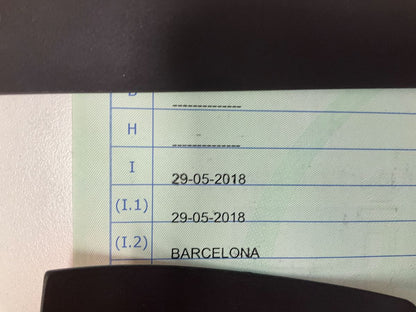 B --------------
H --------------
I 29-05-2018
(I.1) 29-05-2018
(I.2) BARCELONA